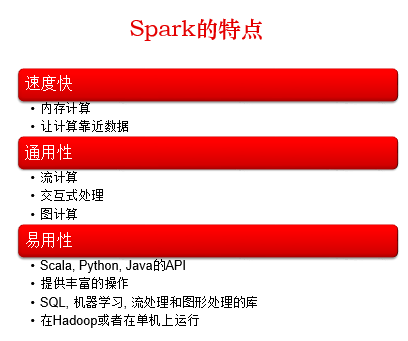 Spark的特点
速度快
• 内存计算
• 让计算靠近数据
通用性
• 流计算
• 交互式处理
• 图计算
易用性
• Scala, Python, Java的API
• 提供丰富的操作
• SQL, 机器学习, 流处理和图形处理的库
• 在Hadoop或者在单机上运行